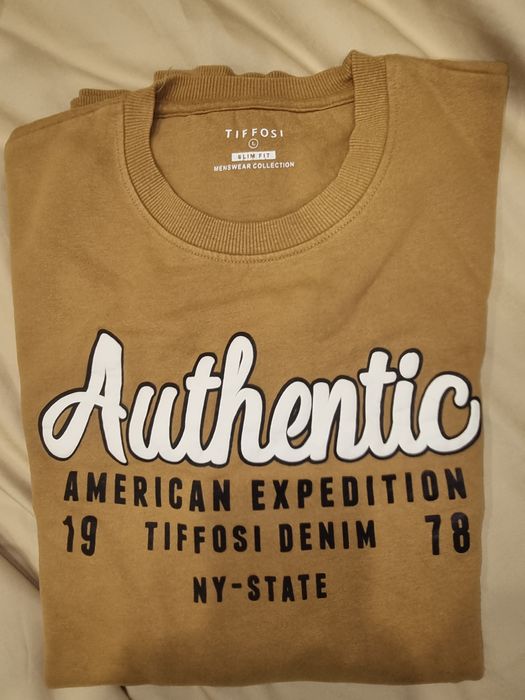 TIFFOSI
L
SLIM FIT
MENSWEAR COLLECTION
Authentic
AMERICAN EXPEDITION
19 TIFFOSI DENIM 78
NY-STATE